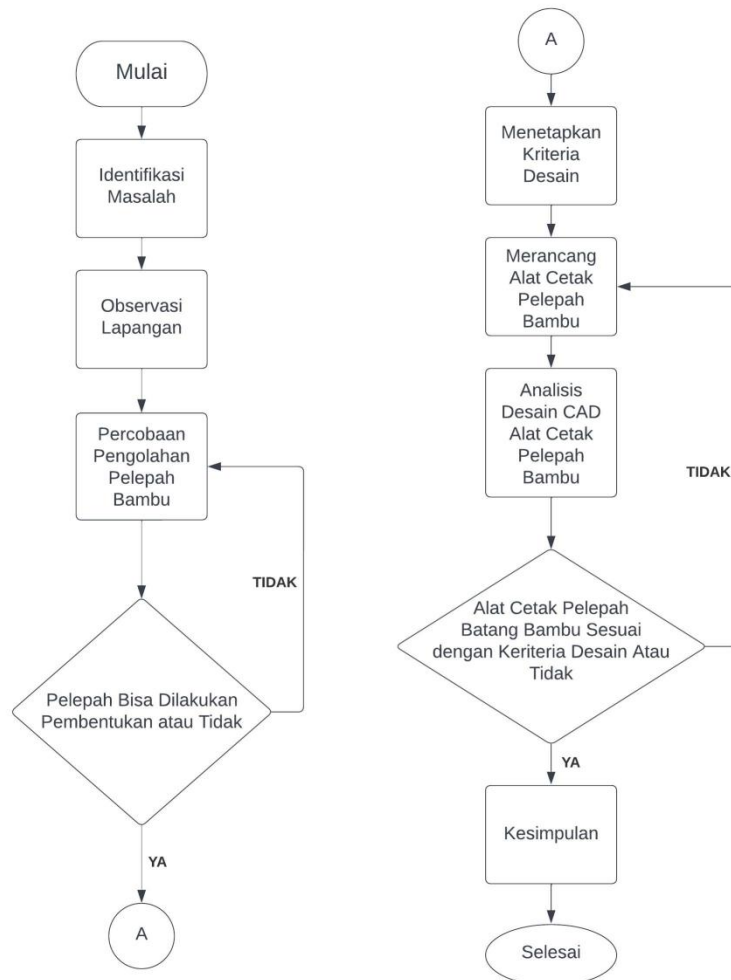 Mulai
Identifikasi
Masalah
Observasi
Lapangan
Percobaan
Pengolahan
Pelepah
Bambu
TIDAK
Pelepah Bisa Dilakukan
Pembentukan atau Tidak
YA
A
A
Menetapkan
Kriteria
Desain
Merancang
Alat Cetak
Pelepah
Bambu
Analisis
Desain CAD
Alat Cetak
Pelepah
Bambu
TIDAK
Alat Cetak Pelepah
Batang Bambu Sesuai
dengan Keriteria Desain Atau
Tidak
YA
Kesimpulan
Selesai